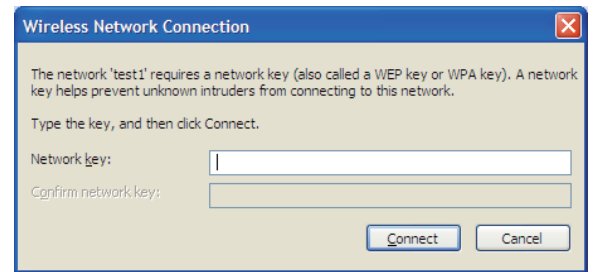 Wireless Network Connection
The network 'test1' requires a network key (also called a WEP key or WPA key). A network
key helps prevent unknown intruders from connecting to this network.
Type the key, and then click Connect.
Network key:
Confirm network key:
Connect Cancel